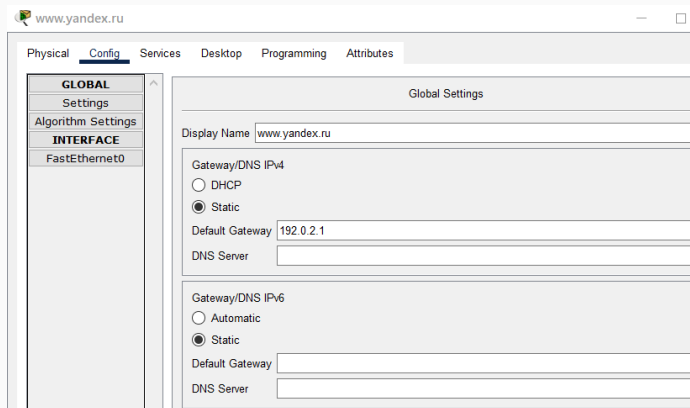 www.yandex.ru
Physical Config Services Desktop Programming Attributes
GLOBAL
Settings
Algorithm Settings
INTERFACE
FastEthernet0
Global Settings
Display Name www.yandex.ru
Gateway/DNS IPv4
DHCP
Static
Default Gateway 192.0.2.1
DNS Server
Gateway/DNS IPv6
Automatic
Static
Default Gateway
DNS Server